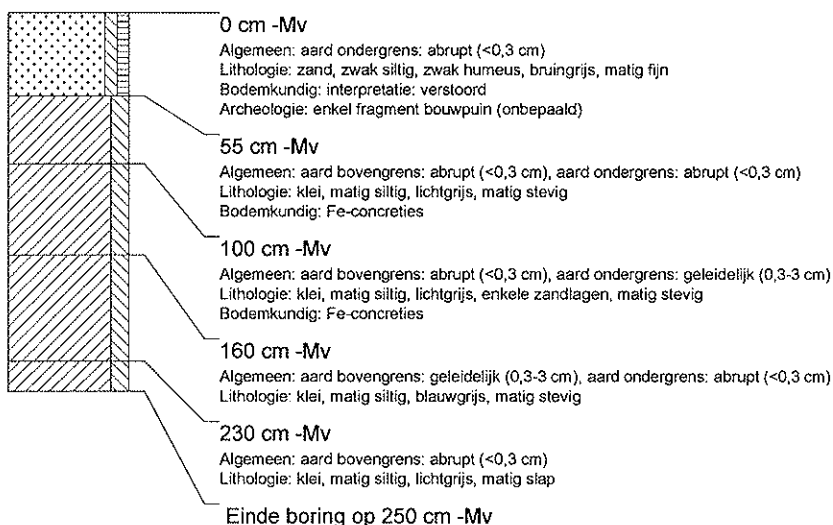 0 cm -Mv
Algemeen: aard ondergrens: abrupt (<0,3 cm)
Lithologie: zand, zwak siltig, zwak humeus, bruingrijs, matig fijn
Bodemkundig: interpretatie: verstoord
Archeologie: enkel fragment bouwpuin (onbepaald)
55 cm -Mv
Algemeen: aard bovengrens: abrupt (<0,3 cm), aard ondergrens: abrupt (<0,3 cm)
Lithologie: klei, matig siltig, lichtgrijs, matig stevig
Bodemkundig: Fe-concreties
100 cm -Mv
Algemeen: aard bovengrens: abrupt (<0,3 cm), aard ondergrens: geleidelijk (0,3-3 cm)
Lithologie: klei, matig siltig, lichtgrijs, enkele zandlagen, matig stevig
Bodemkundig: Fe-concreties
160 cm -Mv
Algemeen: aard bovengrens: geleidelijk (0,3-3 cm), aard ondergrens: abrupt (<0,3 cm)
Lithologie: klei, matig siltig, blauwgrijs, matig stevig
230 cm -Mv
Algemeen: aard bovengrens: abrupt (<0,3 cm)
Lithologie: klei, matig siltig, lichtgrijs, matig slap
Einde boring op 250 cm -Mv